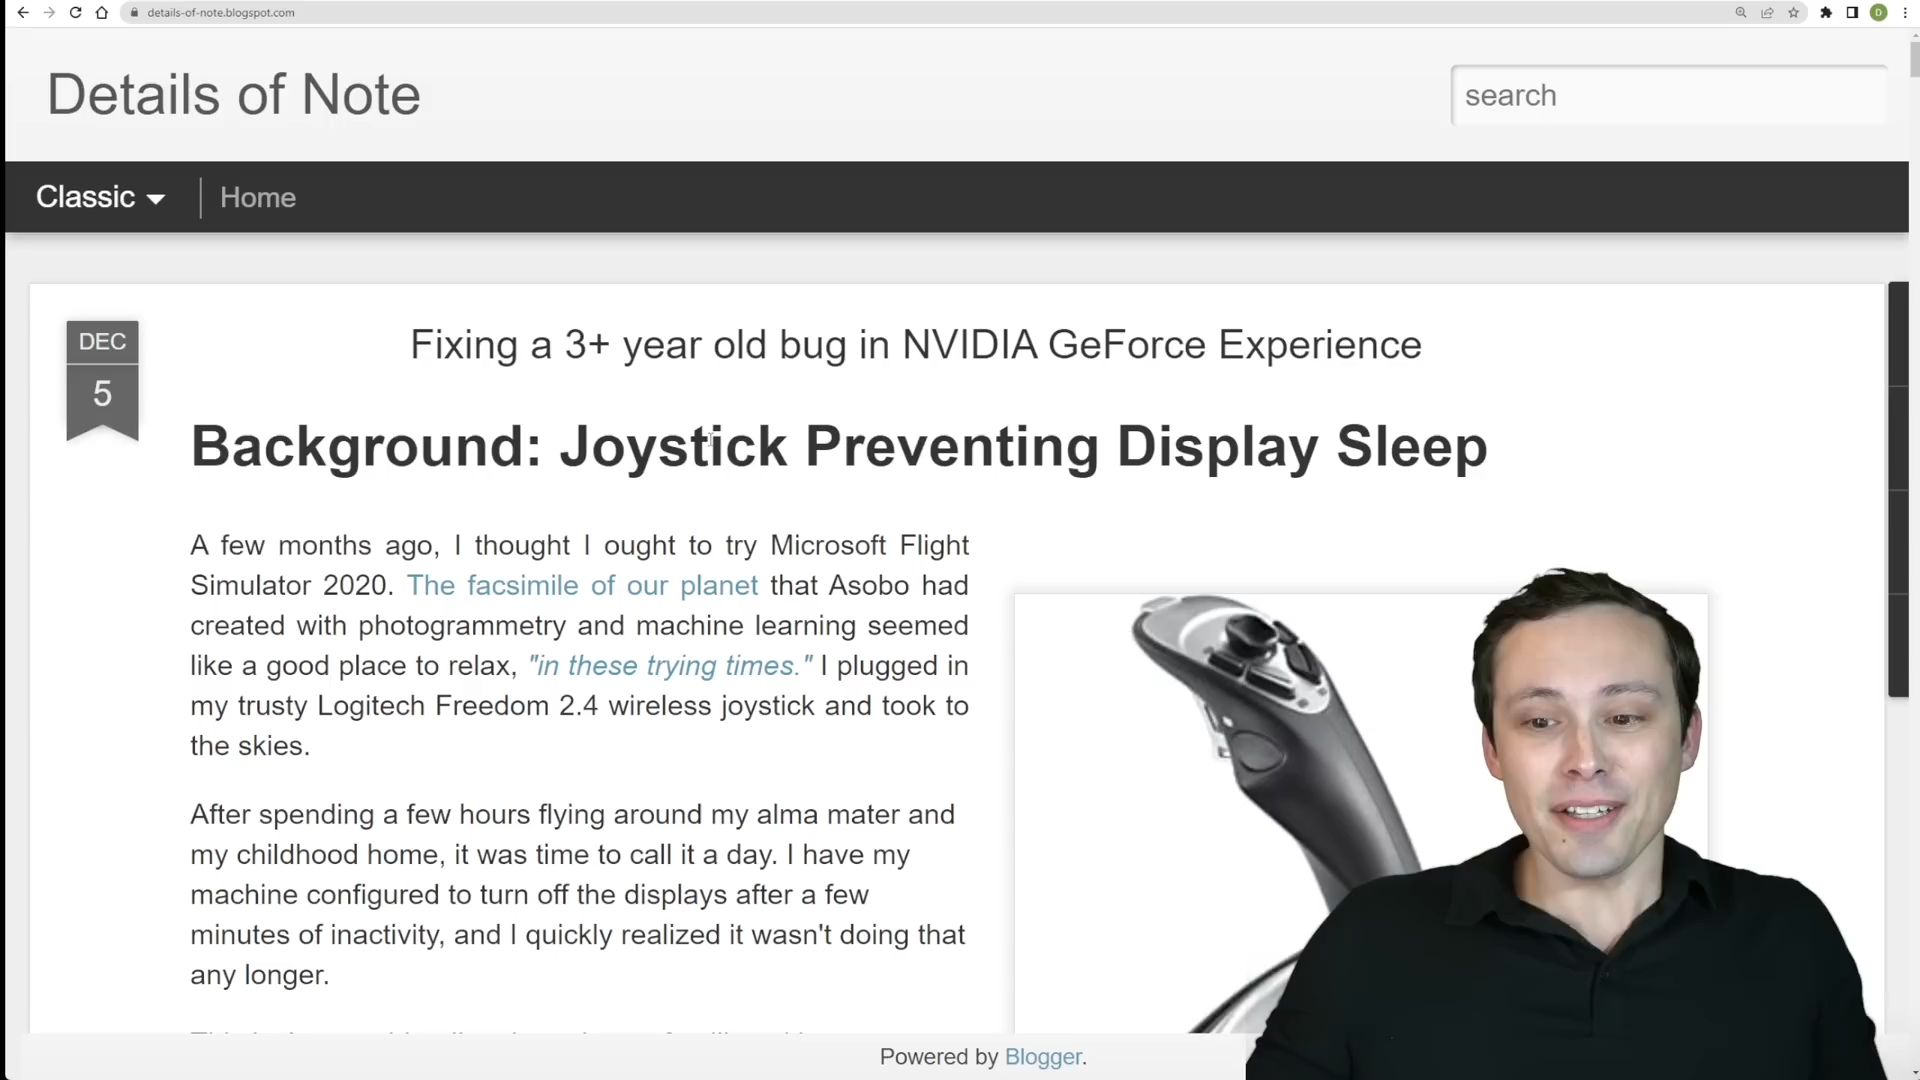 details-of-note.blogspot.com
D
Details of Note
search
Classic
Home
DEC
5
Fixing a 3+ year old bug in NVIDIA GeForce Experience
Background: Joystick Preventing Display Sleep
A few months ago, I thought I ought to try Microsoft Flight
Simulator 2020. The facsimile of our planet that Asobo had
created with photogrammetry and machine learning seemed
like a good place to relax, "in these trying times." I plugged in
my trusty Logitech Freedom 2.4 wireless joystick and took to
the skies.
After spending a few hours flying around my alma mater and
my childhood home, it was time to call it a day. I have my
machine configured to turn off the displays after a few
minutes of inactivity, and I quickly realized it wasn't doing that
any longer.
Powered by Blogger.